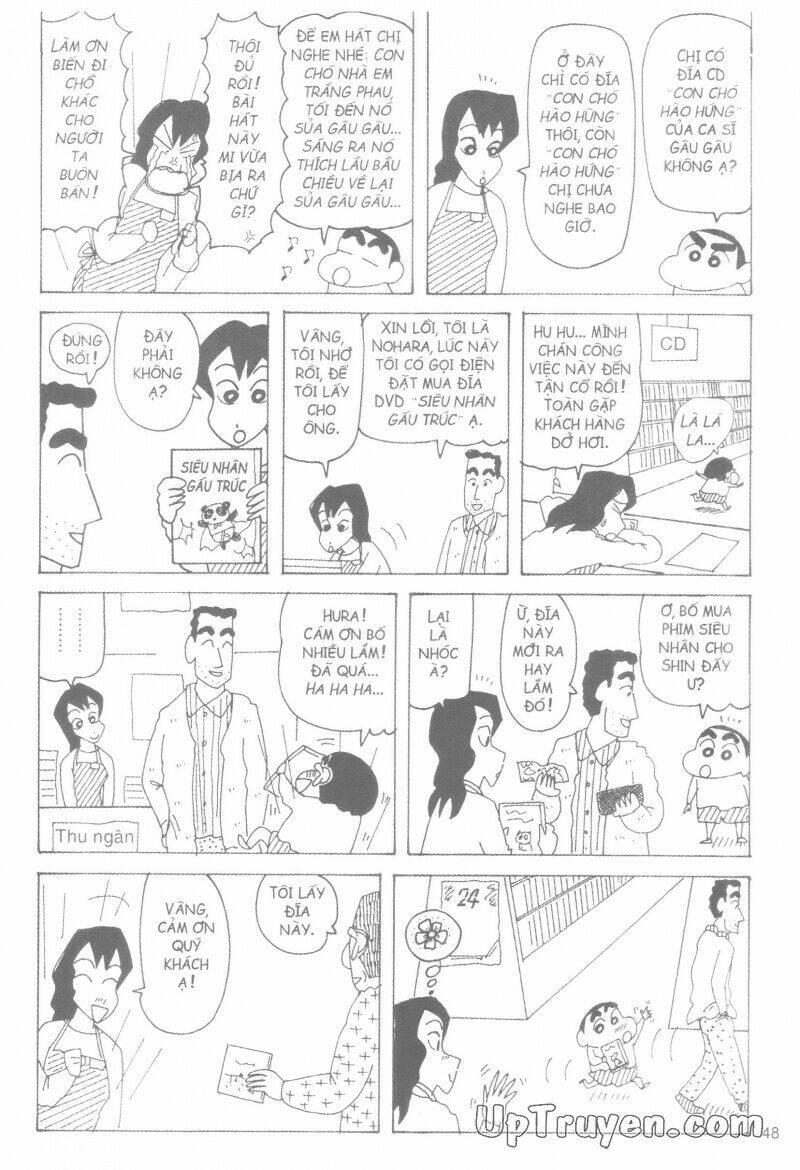 CHỊ CÓ
ĐĨA CD
"CON CHÓ
HÀO HỨNG"
CỦA CA SĨ
GÂU GÂU
KHÔNG Ạ?
Ở ĐÂY
CHỈ CÓ ĐĨA
"CON CHÓ
HÀO HỨNG"
THÔI, CÒN
"CON CHÓ
HÀO HỨNG"
CHỊ CHƯA
NGHE BAO
GIỜ.
ĐỂ EM HÁT CHỊ
NGHE NHÉ: CON
CHÓ NHÀ EM
TRẮNG PHAU,
TỐI ĐẾN NÓ
SỦA GÂU GÂU...
SÁNG RA NÓ
THÍCH LẦU BẦU
CHIỀU VỀ LẠI
SỦA GÂU GÂU...
THÔI
ĐỦ
RỒI!
BÀI
HÁT
NÀY
MI VỪA
BỊA RA
CHỨ
GÌ?
LÀM ƠN
BIẾN ĐI
CHỖ
KHÁC
CHO
NGƯỜI
TA
BUÔN
BÁN!
CD
HU HU... MÌNH
CHÁN CÔNG
VIỆC NÀY ĐẾN
TẬN CỔ RỒI!
TOÀN GẶP
KHÁCH HÀNG
DỞ HƠI.
LÀ LÁ
LA...
XIN LỖI, TÔI LÀ
NOHARA, LÚC NÀY
TÔI CÓ GỌI ĐIỆN
ĐẶT MUA ĐĨA
DVD "SIÊU NHÂN
GẤU TRÚC" Ạ.
VÂNG,
TÔI NHỚ
RỒI, ĐỂ
TÔI LẤY
CHO
ÔNG.
ĐÂY
PHẢI
KHÔNG
Ạ?
ĐÚNG
RỒI!
SIÊU NHÂN
GẤU TRÚC
Ơ, BỐ MUA
PHIM SIÊU
NHÂN CHO
SHIN ĐẤY
Ư?
Ừ, ĐĨA
NÀY
MỚI RA
HAY
LẮM
ĐÓ!
LẠI
LÀ
NHÓC
À?
HURA!
CÁM ƠN BỐ
NHIỀU LẮM!
ĐÃ QUÁ...
HA HA HA...
Thu ngân
24
TÔI LẤY
ĐĨA
NÀY.
VÂNG,
CẢM ƠN
QUÝ
KHÁCH
Ạ!
UpTruyen.com
48